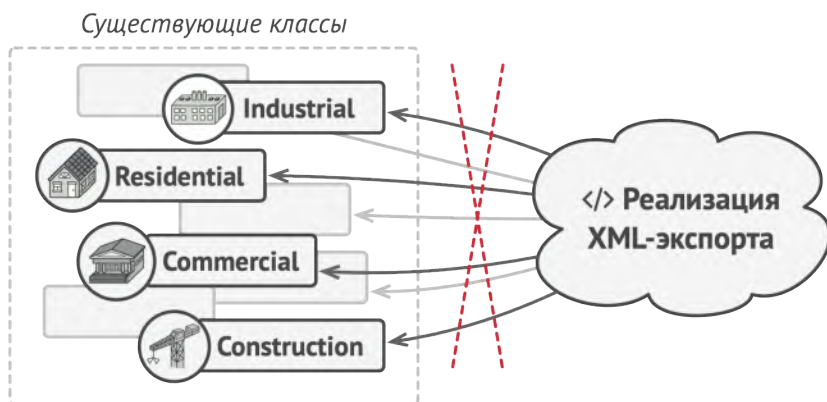 Существующие классы
Industrial
Residential
Commercial
Construction
</> Реализация
XML-экспорта